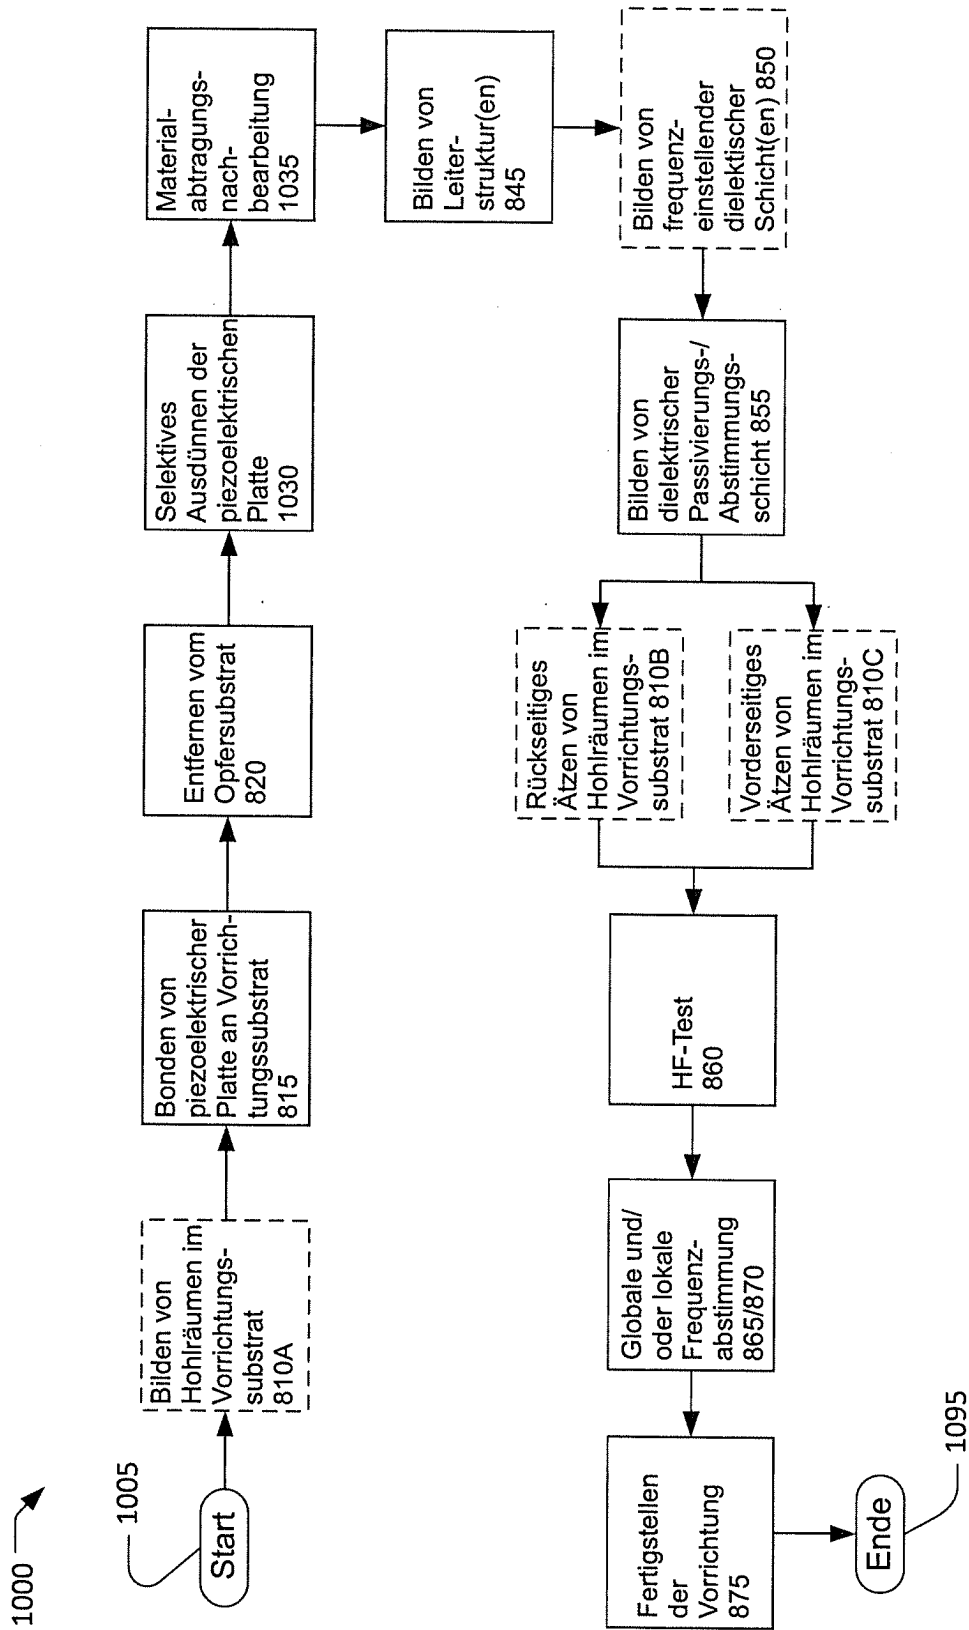 1000
1005
Start
Bilden von
Hohlräumen im
Vorrichtungs-
substrat
810A
Bonden von
piezoelektrischer
Platte an Vorrich-
tungssubstrat
815
Entfernen vom
Opfersubstrat
820
Selektives
Ausdünnen der
piezoelektrischen
Platte
1030
Material-
abtragungs-
nach-
bearbeitung
1035
Bilden von
Leiter-
struktur(en)
845
Bilden von
frequenz-
einstellender
dielektischer
Schicht(en) 850
Bilden von
dielektrischer
Passivierungs-/
Abstimmungs-
schicht 855
Rückseitiges
Ätzen von
Hohlräumen im
Vorrichtungs-
substrat 810B
Vorderseitiges
Ätzen von
Hohlräumen im
Vorrichtungs-
substrat 810C
HF-Test
860
Globale und/
oder lokale
Frequenz-
abstimmung
865/870
Fertigstellen
der
Vorrichtung
875
Ende
1095